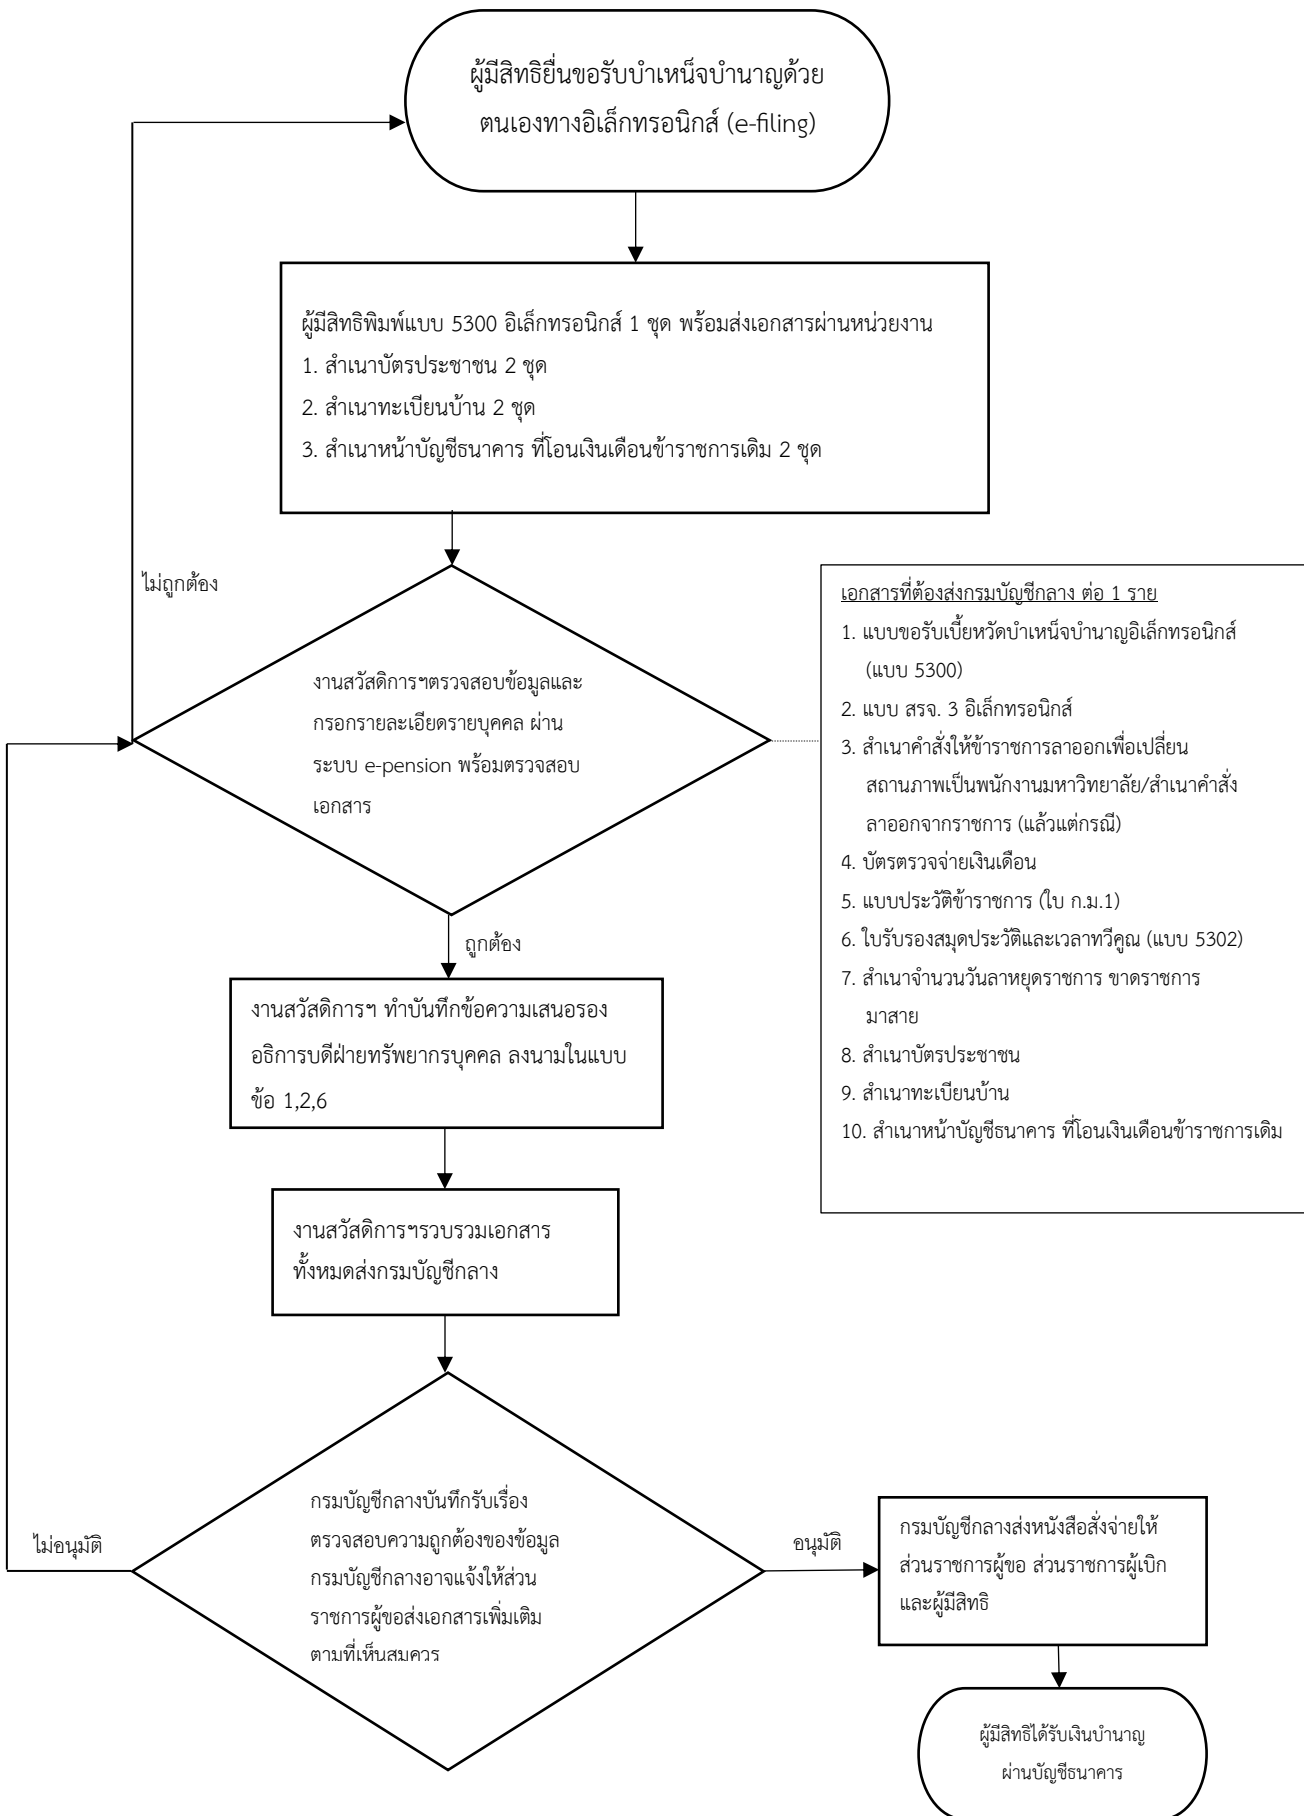 ผู้มีสิทธิยื่นขอรับบำเหน็จบำนาญด้วย
ตนเองทางอิเล็กทรอนิกส์ (e-filing)
ผู้มีสิทธิพิมพ์แบบ 5300 อิเล็กทรอนิกส์ 1 ชุด พร้อมส่งเอกสารผ่านหน่วยงาน
1. สำเนาบัตรประชาชน 2 ชุด
2. สำเนาทะเบียนบ้าน 2 ชุด
3. สำเนาหน้าบัญชีธนาคาร ที่โอนเงินเดือนข้าราชการเดิม 2 ชุด
ไม่ถูกต้อง
งานสวัสดิการฯตรวจสอบข้อมูลและ
กรอกรายละเอียดรายบุคคล ผ่าน
ระบบ e-pension พร้อมตรวจสอบ
เอกสาร
เอกสารที่ต้องส่งกรมบัญชีกลาง ต่อ 1 ราย
1. แบบขอรับเบี้ยหวัดบำเหน็จบำนาญอิเล็กทรอนิกส์
(แบบ 5300)
2. แบบ สรจ. 3 อิเล็กทรอนิกส์
3. สำเนาคำสั่งให้ข้าราชการลาออกเพื่อเปลี่ยน
สถานภาพเป็นพนักงานมหาวิทยาลัย/สำเนาคำสั่ง
ลาออกจากราชการ (แล้วแต่กรณี)
4. บัตรตรวจจ่ายเงินเดือน
5. แบบประวัติข้าราชการ (ใบ ก.ม.1)
6. ใบรับรองสมุดประวัติและเวลาทวีคูณ (แบบ 5302)
7. สำเนาจำนวนวันลาหยุดราชการ ขาดราชการ
มาสาย
8. สำเนาบัตรประชาชน
9. สำเนาทะเบียนบ้าน
10. สำเนาหน้าบัญชีธนาคาร ที่โอนเงินเดือนข้าราชการเดิม
ถูกต้อง
งานสวัสดิการฯ ทำบันทึกข้อความเสนอรอง
อธิการบดีฝ่ายทรัพยากรบุคคล ลงนามในแบบ
ข้อ 1,2,6
งานสวัสดิการฯรวบรวมเอกสาร
ทั้งหมดส่งกรมบัญชีกลาง
กรมบัญชีกลางบันทึกรับเรื่อง
ตรวจสอบความถูกต้องของข้อมูล
กรมบัญชีกลางอาจแจ้งให้ส่วน
ราชการผู้ขอส่งเอกสารเพิ่มเติม
ตามที่เห็นสมควร
ไม่อนุมัติ
อนุมัติ
กรมบัญชีกลางส่งหนังสือสั่งจ่ายให้
ส่วนราชการผู้ขอ ส่วนราชการผู้เบิก
และผู้มีสิทธิ
ผู้มีสิทธิได้รับเงินบำนาญ
ผ่านบัญชีธนาคาร